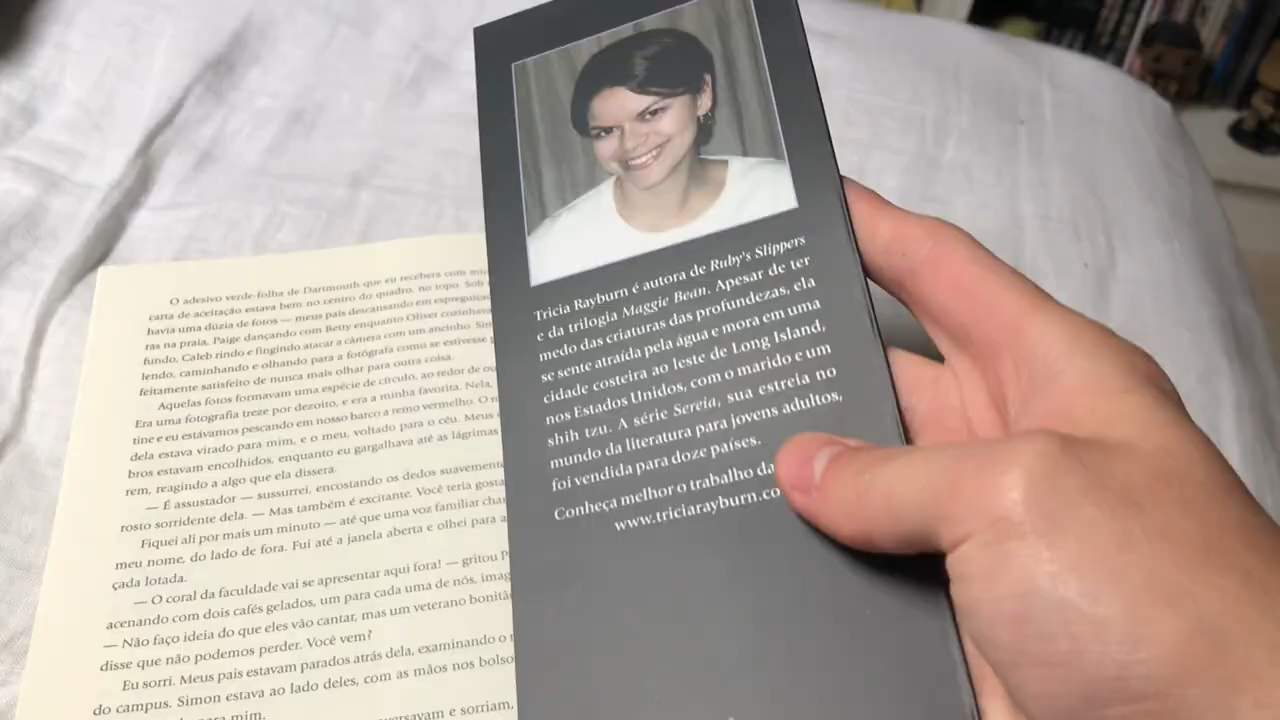 O adesivo verde-folha de Dartmouth que eu recebera com
carta de aceitação estava bem no centro do quadro, no topo. Sob
havia uma dúzia de fotos — meus pais descansando em
ras na praia, Paige dançando com Betty enquanto Oliver cozinhava
fundo, Caleb rindo e fingindo atacar a câmera com um ancinho.
lendo, caminhando e olhando para a fotógrafa como se estivesse
feitamente satisfeito de nunca mais olhar para outra coisa.
Aquelas fotos formavam uma espécie de círculo, ao redor de
Era uma fotografia treze por dezoito, e era a minha favorita. Nela,
tine e eu estávamos pescando em nosso barco a remo vermelho. O
dela estava virado para mim, e o meu, voltado para o céu. Meus
bros estavam encolhidos, enquanto eu gargalhava até as lágrimas
rem, reagindo a algo que ela dissera.
— É assustador — sussurrei, encostando os dedos suavemente
rosto sorridente dela. — Mas também é excitante. Você teria
Fiquei ali por mais um minuto — até que uma voz familiar
meu nome, do lado de fora. Fui até a janela aberta e olhei para a
çada lotada.
— O coral da faculdade vai se apresentar aqui fora! — gritou
acenando com dois cafés gelados, um para cada uma de nós,
— Não faço ideia do que eles vão cantar, mas um veterano
disse que não podemos perder. Você vem?
Eu sorri. Meus pais estavam parados atrás dela, examinando o
do campus. Simon estava ao lado deles, com as mãos nos
para mim.
e sorriam,
Tricia Rayburn é autora de Ruby's Slippers
e da trilogia Maggie Bean. Apesar de ter
medo das criaturas das profundezas, ela
se sente atraída pela água e mora em uma
cidade costeira ao leste de Long Island,
nos Estados Unidos, com o marido e um
shih tzu. A série Sereia, sua estrela no
mundo da literatura para jovens adultos,
foi vendida para doze países.
Conheça melhor o trabalho da
www.triciarayburn.co